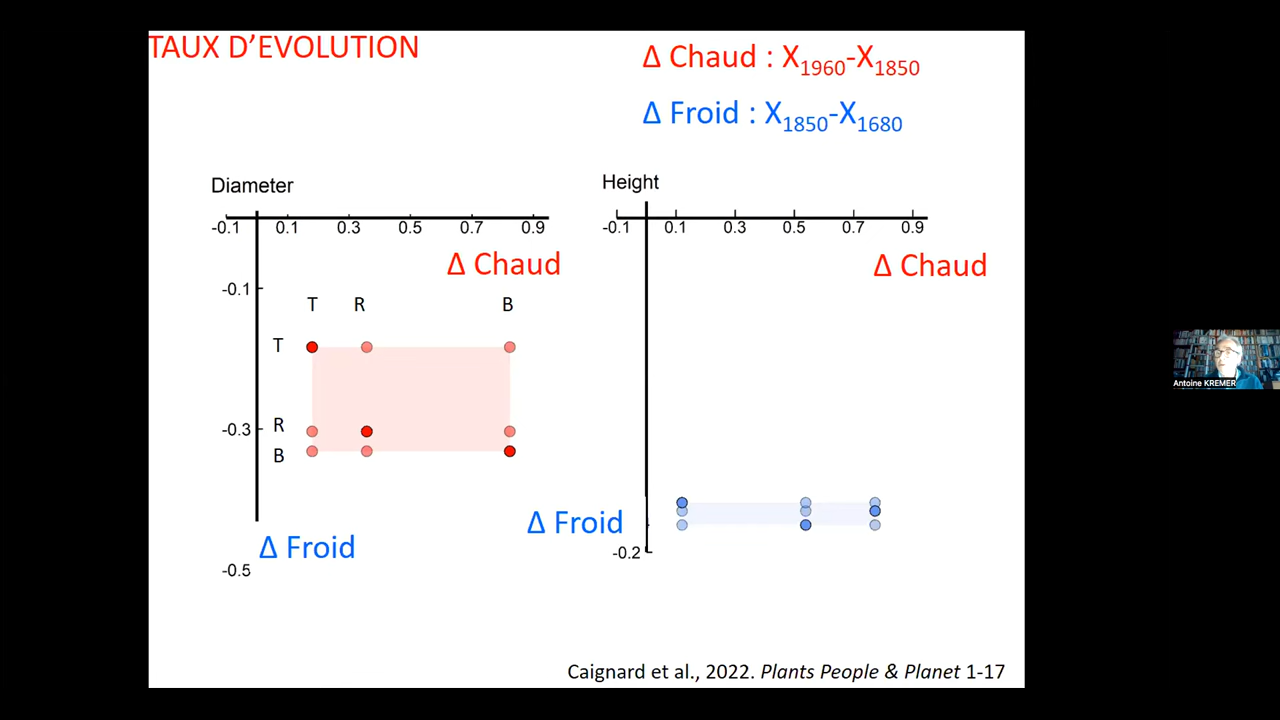 TAUX D'EVOLUTION
Δ Chaud : X1960-X1850
Δ Froid : X1850-X1680
Diameter
-0.1 0.1 0.3 0.5 0.7 0.9
Δ Chaud
-0.1
T R B
T
R
-0.3
B
Δ Froid
-0.5
Height
-0.1 0.1 0.3 0.5 0.7 0.9
Δ Chaud
Δ Froid
-0.2
Caignard et al., 2022. Plants People & Planet 1-17
Antoine KREMER